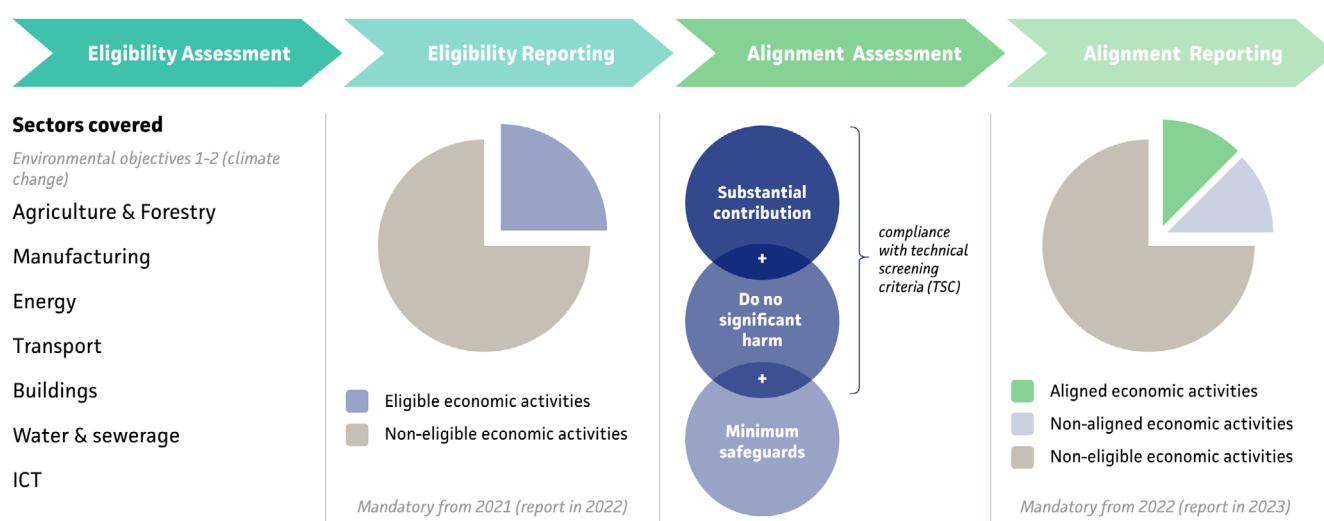 Eligibility Assessment
Eligibility Reporting
Alignment Assessment
Alignment Reporting
Sectors covered
Environmental objectives 1-2 (climate
change)
Agriculture & Forestry
Manufacturing
Energy
Transport
Buildings
Water & sewerage
ICT
Eligible economic activities
Non-eligible economic activities
Mandatory from 2021 (report in 2022)
Substantial
contribution
+
Do no
significant
harm
+
Minimum
safeguards
compliance
with technical
screening
criteria (TSC)
Aligned economic activities
Non-aligned economic activities
Non-eligible economic activities
Mandatory from 2022 (report in 2023)